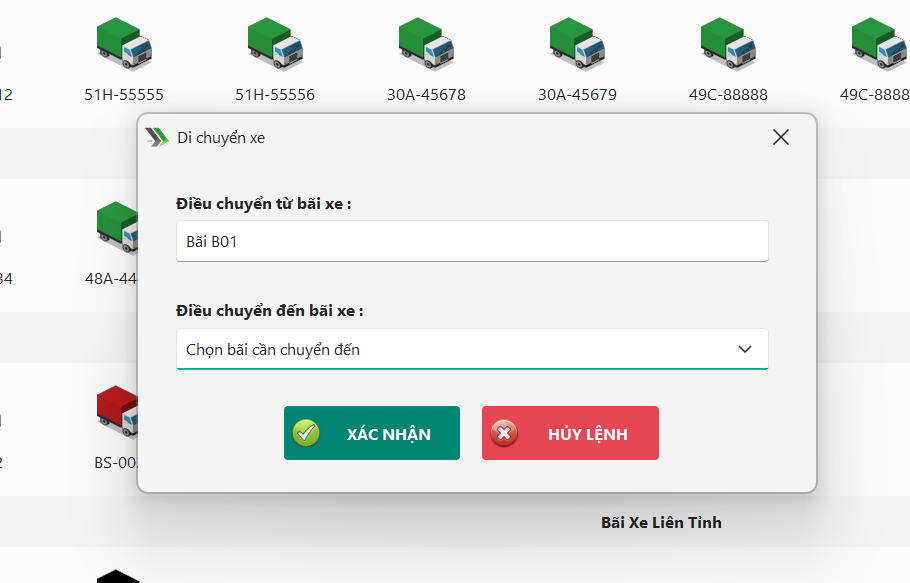 12 51H-55555 51H-55556 30A-45678 30A-45679 49C-88888 49C-8888
Di chuyển xe
Điều chuyển từ bãi xe :
Bãi B01
34 48A-44
Điều chuyển đến bãi xe :
Chọn bãi cần chuyển đến
XÁC NHẬN HỦY LỆNH
2 BS-00
Bãi Xe Liên Tỉnh